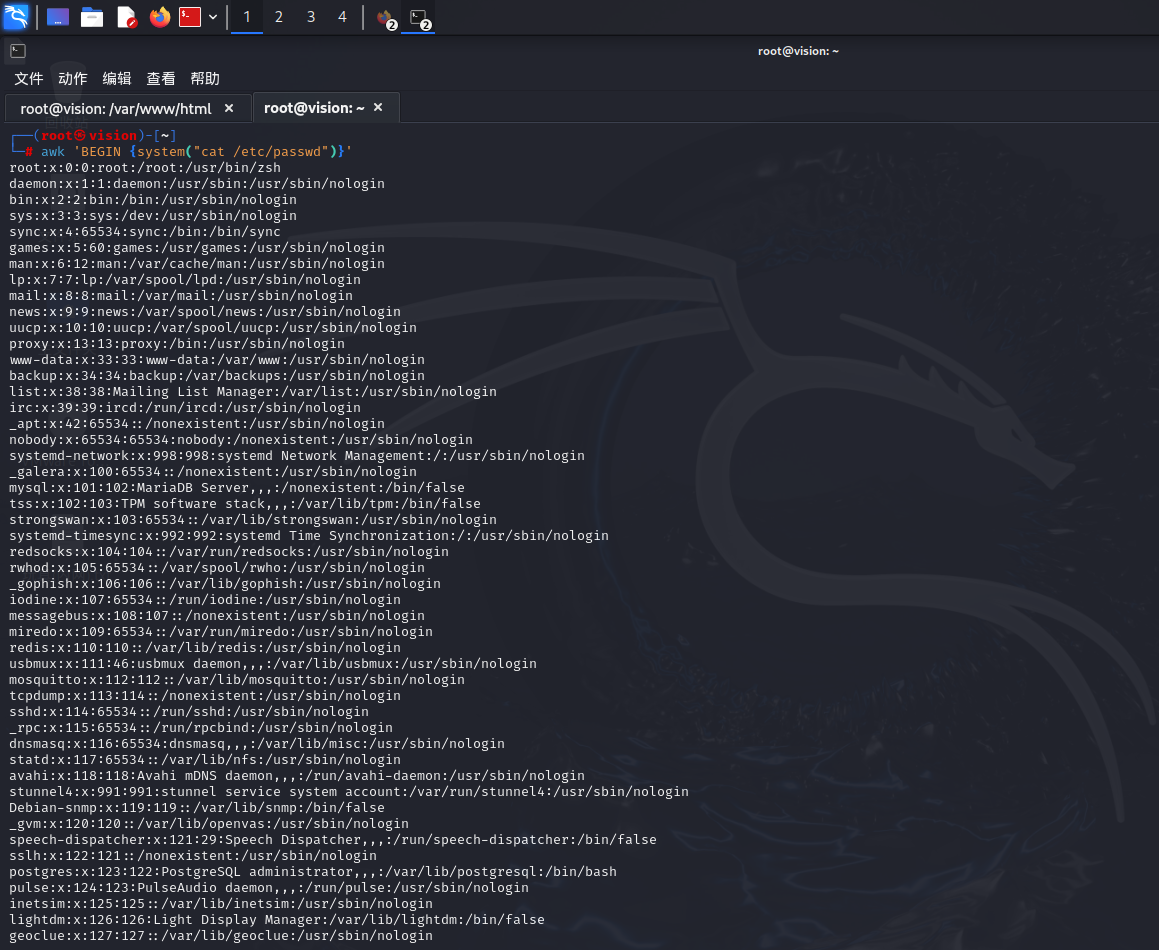 1 2 3 4 2 2
root@vision: ~
文件 动作 编辑 查看 帮助
root@vision: /var/www/html × root@vision: ~ ×
┌──(root㉿vision)-[~]
└─# awk 'BEGIN {system("cat /etc/passwd")}'
root:x:0:0:root:/root:/usr/bin/zsh
daemon:x:1:1:daemon:/usr/sbin:/usr/sbin/nologin
bin:x:2:2:bin:/bin:/usr/sbin/nologin
sys:x:3:3:sys:/dev:/usr/sbin/nologin
sync:x:4:65534:sync:/bin:/bin/sync
games:x:5:60:games:/usr/games:/usr/sbin/nologin
man:x:6:12:man:/var/cache/man:/usr/sbin/nologin
lp:x:7:7:lp:/var/spool/lpd:/usr/sbin/nologin
mail:x:8:8:mail:/var/mail:/usr/sbin/nologin
news:x:9:9:news:/var/spool/news:/usr/sbin/nologin
uucp:x:10:10:uucp:/var/spool/uucp:/usr/sbin/nologin
proxy:x:13:13:proxy:/bin:/usr/sbin/nologin
www-data:x:33:33:www-data:/var/www:/usr/sbin/nologin
backup:x:34:34:backup:/var/backups:/usr/sbin/nologin
list:x:38:38:Mailing List Manager:/var/list:/usr/sbin/nologin
irc:x:39:39:ircd:/run/ircd:/usr/sbin/nologin
_apt:x:42:65534::/nonexistent:/usr/sbin/nologin
nobody:x:65534:65534:nobody:/nonexistent:/usr/sbin/nologin
systemd-network:x:998:998:systemd Network Management:/:/usr/sbin/nologin
_galera:x:100:65534::/nonexistent:/usr/sbin/nologin
mysql:x:101:102:MariaDB Server,,,:/nonexistent:/bin/false
tss:x:102:103:TPM software stack,,,:/var/lib/tpm:/bin/false
strongswan:x:103:65534::/var/lib/strongswan:/usr/sbin/nologin
systemd-timesync:x:992:992:systemd Time Synchronization:/:/usr/sbin/nologin
redsocks:x:104:104::/var/run/redsocks:/usr/sbin/nologin
rwhod:x:105:65534::/var/spool/rwho:/usr/sbin/nologin
_gophish:x:106:106::/var/lib/gophish:/usr/sbin/nologin
iodine:x:107:65534::/run/iodine:/usr/sbin/nologin
messagebus:x:108:107::/nonexistent:/usr/sbin/nologin
miredo:x:109:65534::/var/run/miredo:/usr/sbin/nologin
redis:x:110:110::/var/lib/redis:/usr/sbin/nologin
usbmux:x:111:46:usbmux daemon,,,:/var/lib/usbmux:/usr/sbin/nologin
mosquitto:x:112:112::/var/lib/mosquitto:/usr/sbin/nologin
tcpdump:x:113:114::/nonexistent:/usr/sbin/nologin
sshd:x:114:65534::/run/sshd:/usr/sbin/nologin
_rpc:x:115:65534::/run/rpcbind:/usr/sbin/nologin
dnsmasq:x:116:65534:dnsmasq,,,:/var/lib/misc:/usr/sbin/nologin
statd:x:117:65534::/var/lib/nfs:/usr/sbin/nologin
avahi:x:118:118:Avahi mDNS daemon,,,:/run/avahi-daemon:/usr/sbin/nologin
stunnel4:x:991:991:stunnel service system account:/var/run/stunnel4:/usr/sbin/nologin
Debian-snmp:x:119:119::/var/lib/snmp:/bin/false
_gvm:x:120:120::/var/lib/openvas:/usr/sbin/nologin
speech-dispatcher:x:121:29:Speech Dispatcher,,,:/run/speech-dispatcher:/bin/false
sslh:x:122:121::/nonexistent:/usr/sbin/nologin
postgres:x:123:122:PostgreSQL administrator,,,:/var/lib/postgresql:/bin/bash
pulse:x:124:123:PulseAudio daemon,,,:/run/pulse:/usr/sbin/nologin
inetsim:x:125:125::/var/lib/inetsim:/usr/sbin/nologin
lightdm:x:126:126:Light Display Manager:/var/lib/lightdm:/bin/false
geoclue:x:127:127::/var/lib/geoclue:/usr/sbin/nologin